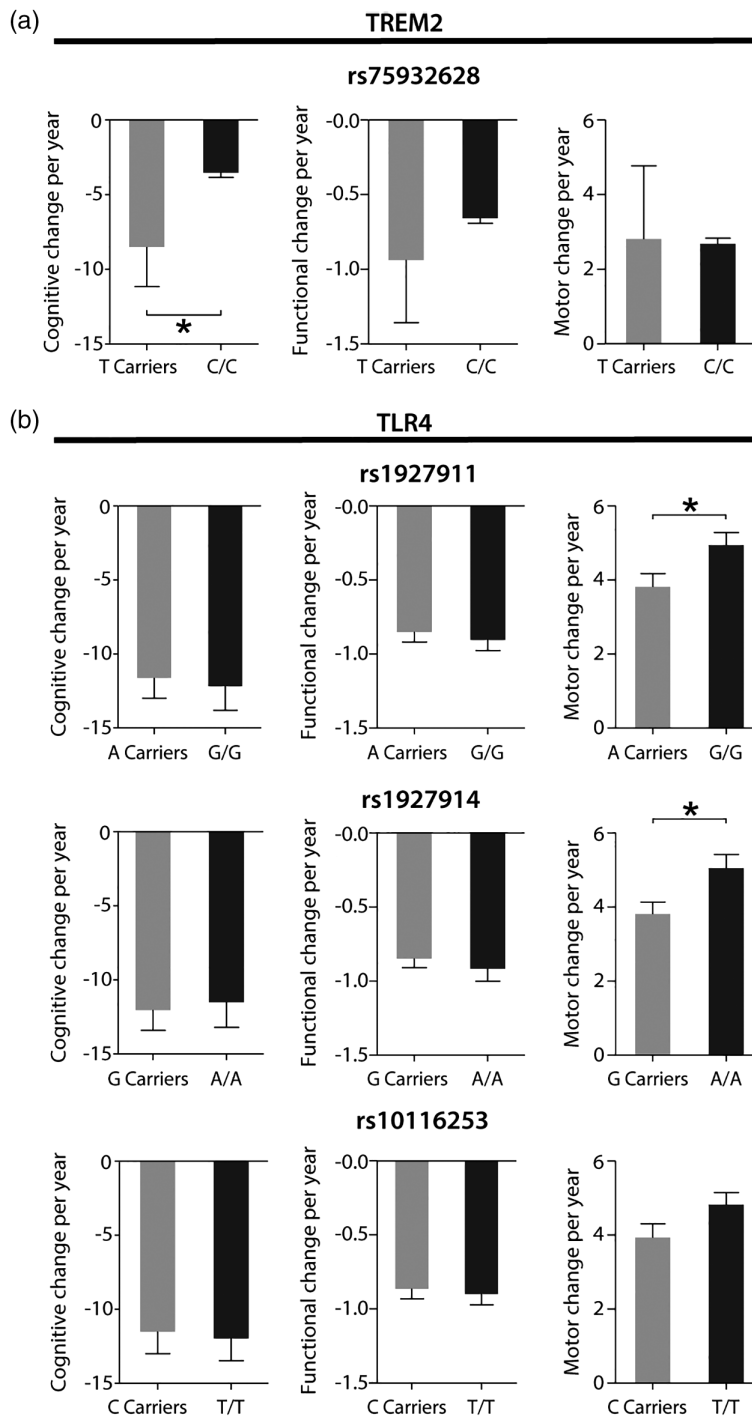 (a)
TREM2
rs75932628
Cognitive change per year
0
-5
-10
-15
*
T Carriers C/C
Functional change per year
-0.0
-0.5
-1.0
-1.5
T Carriers C/C
Motor change per year
6
4
2
0
T Carriers C/C
(b)
TLR4
rs1927911
Cognitive change per year
0
-5
-10
-15
A Carriers G/G
Functional change per year
-0.0
-0.5
-1.0
-1.5
A Carriers G/G
Motor change per year
6
4
2
0
*
A Carriers G/G
rs1927914
Cognitive change per year
0
-5
-10
-15
G Carriers A/A
Functional change per year
-0.0
-0.5
-1.0
-1.5
G Carriers A/A
Motor change per year
6
4
2
0
*
G Carriers A/A
rs10116253
Cognitive change per year
0
-5
-10
-15
C Carriers T/T
Functional change per year
-0.0
-0.5
-1.0
-1.5
C Carriers T/T
Motor change per year
6
4
2
0
C Carriers T/T